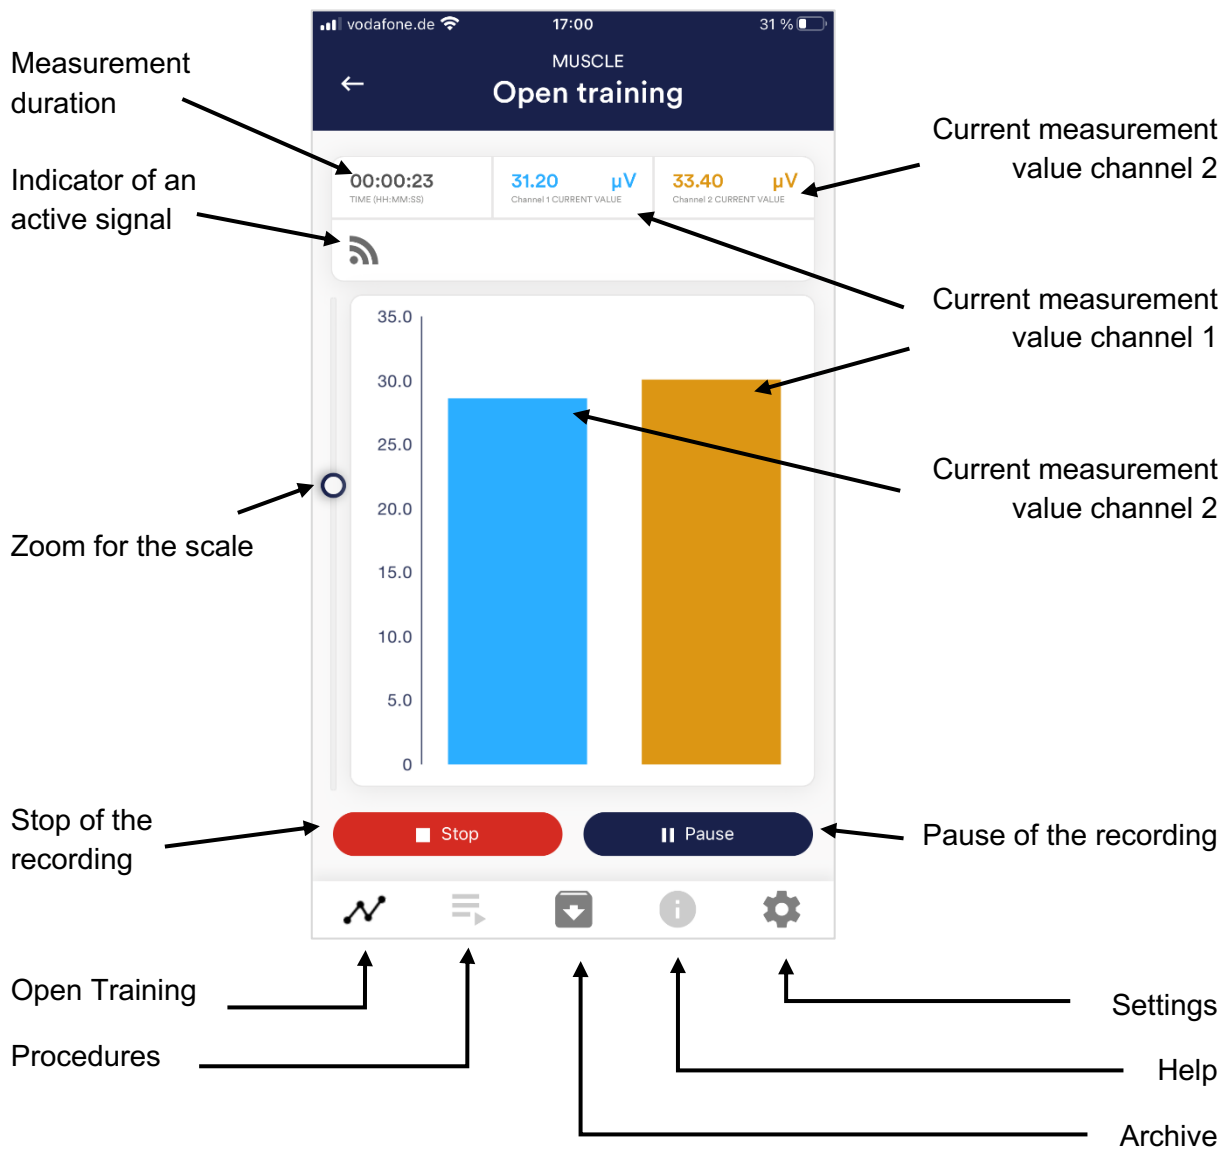 vodafone.de
17:00
31 %
MUSCLE
Open training
Measurement
duration
Indicator of an
active signal
Current measurement
value channel 2
00:00:23
TIME (HH:MM:SS)
31.20 µV
Channel 1 CURRENT VALUE
33.40 µV
Channel 2 CURRENT VALUE
Current measurement
value channel 1
35.0
30.0
25.0
20.0
15.0
10.0
5.0
0
Current measurement
value channel 2
Zoom for the scale
Stop of the
recording
Stop
Pause
Pause of the recording
Open Training
Procedures
Settings
Help
Archive